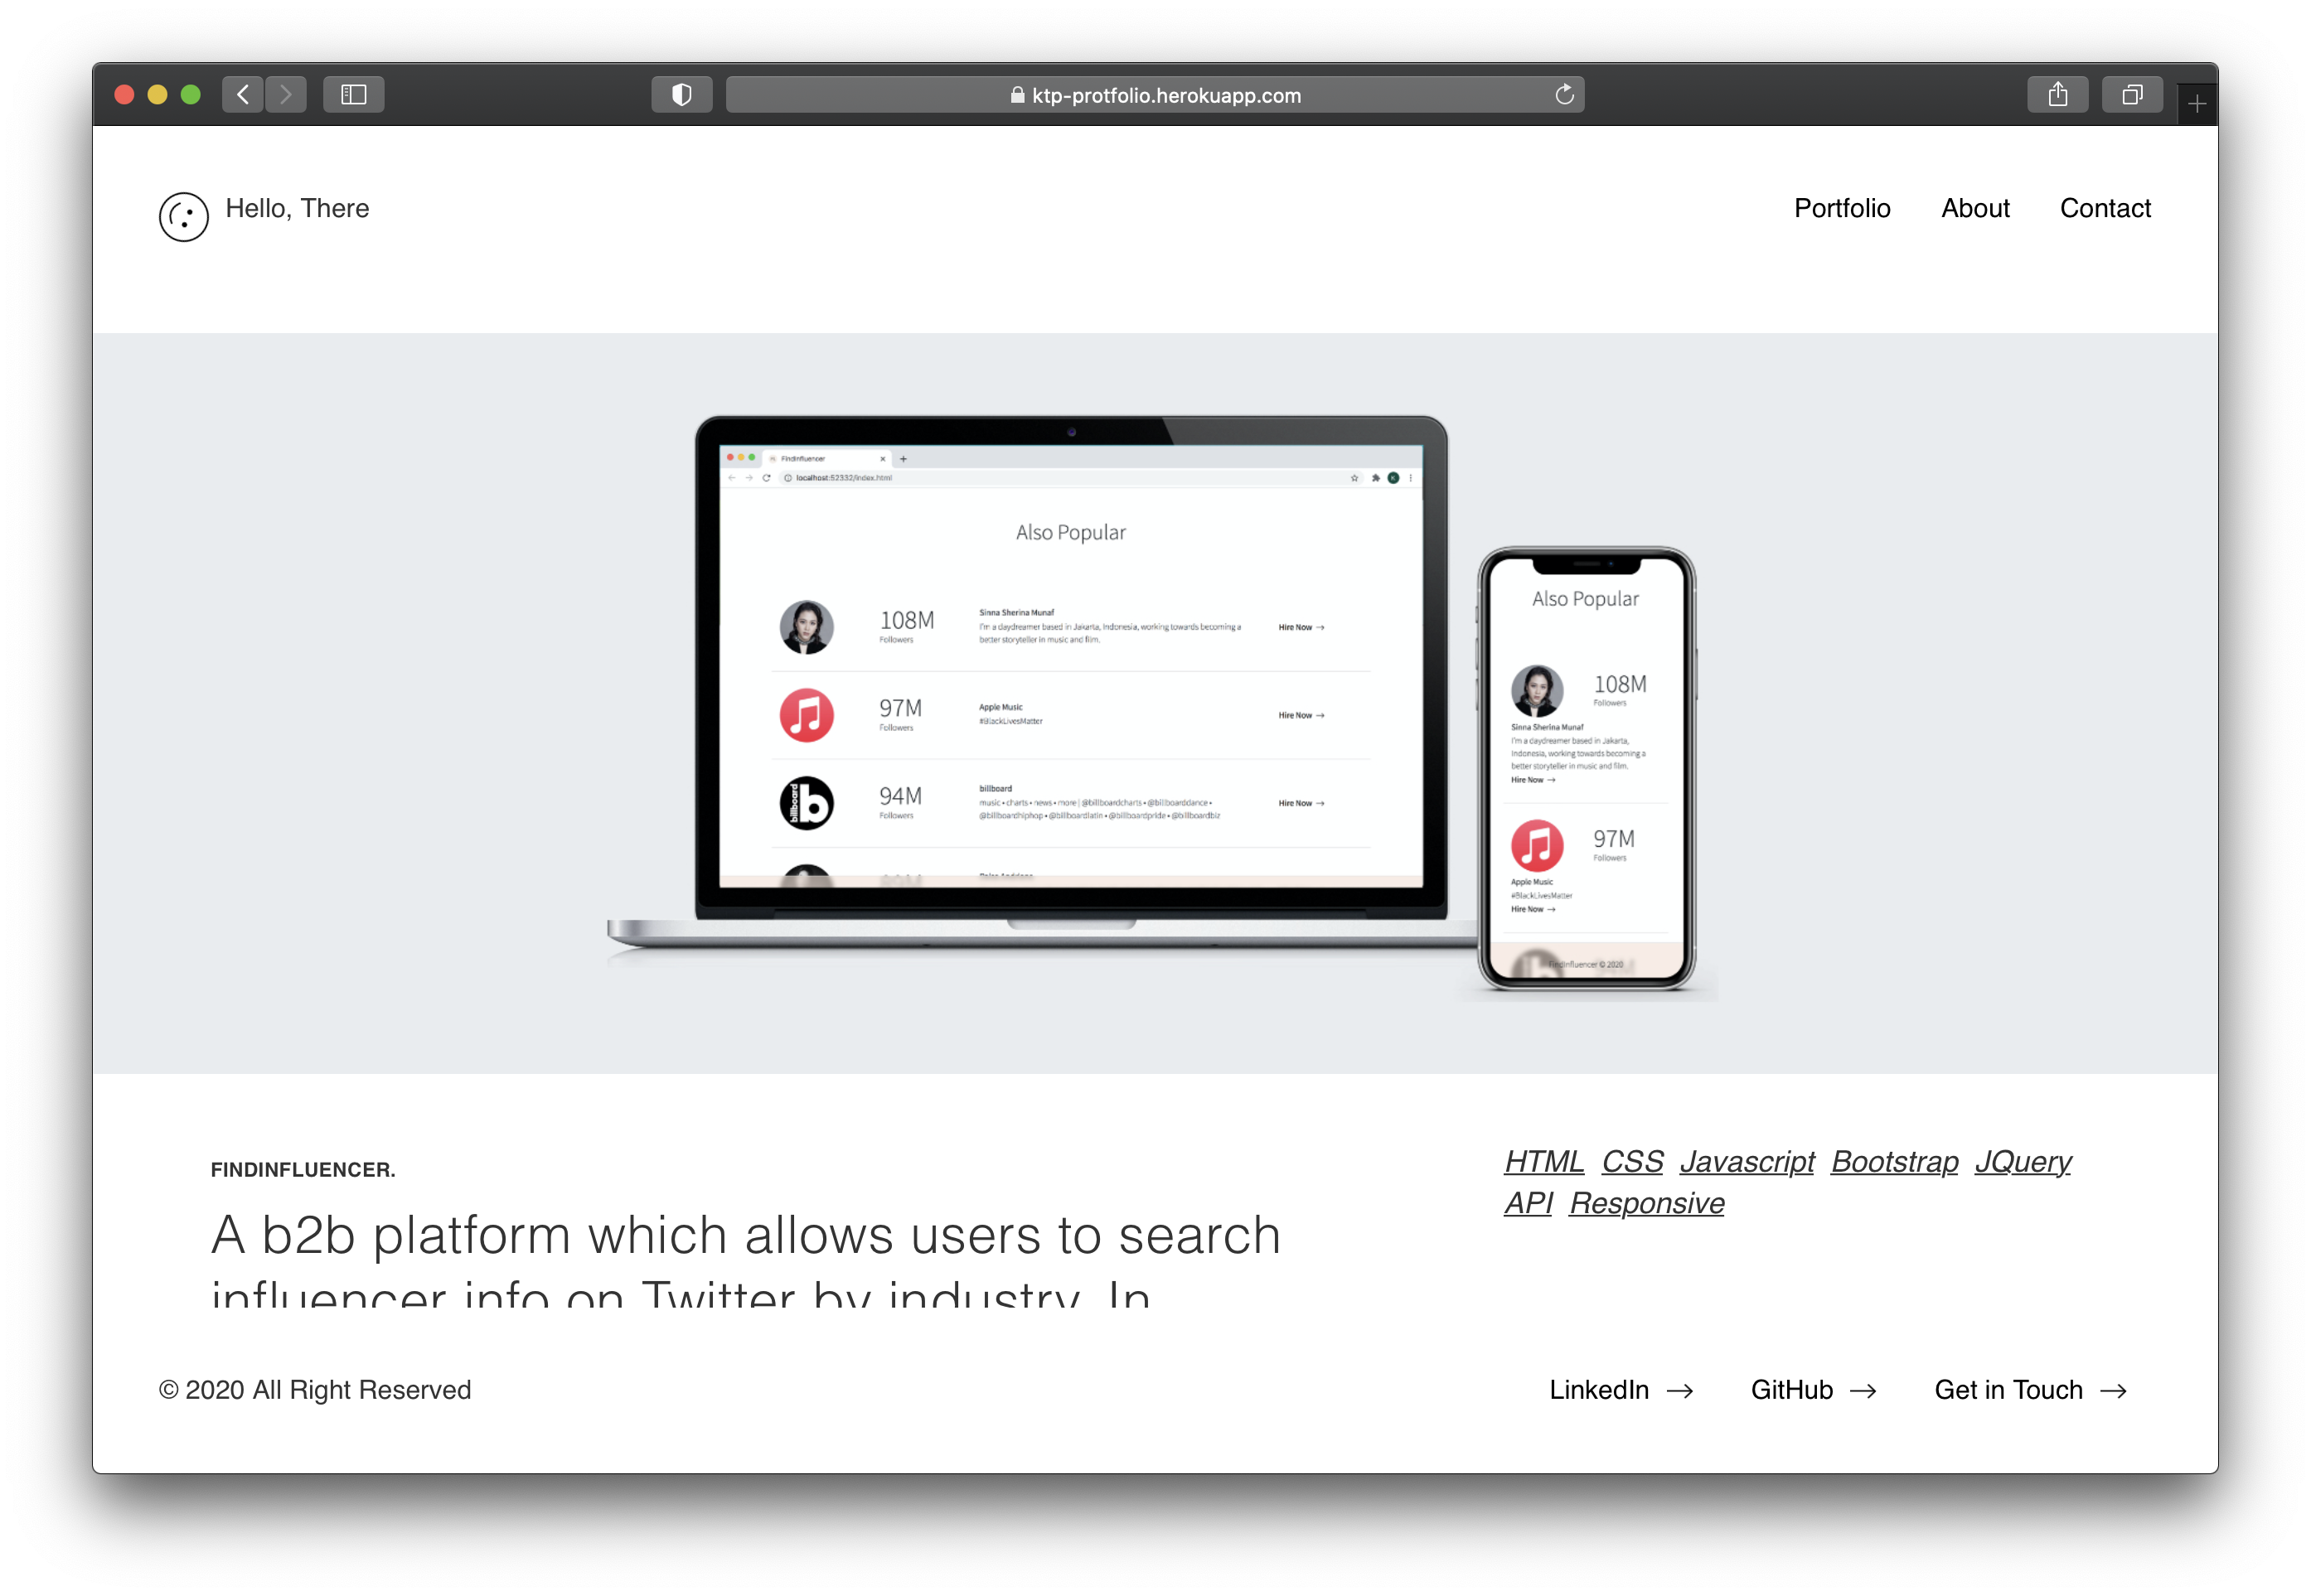 ktp-protfolio.herokuapp.com
Hello, There
Portfolio About Contact
FindInfluencer
localhost:52332/index.html
K
Also Popular
108M
Followers
Sinna Sherina Munaf
I'm a daydreamer based in Jakarta, Indonesia, working towards becoming a
better storyteller in music and film.
Hire Now →
97M
Followers
Apple Music
#BlackLivesMatter
Hire Now →
billboard
94M
Followers
billboard
music • charts • news • more | @billboardcharts • @billboarddance •
@billboardhiphop • @billboardlatin • @billboardpride • @billboardbiz
Hire Now →
Also Popular
108M
Followers
Sinna Sherina Munaf
I'm a daydreamer based in Jakarta,
Indonesia, working towards becoming a
better storyteller in music and film.
Hire Now →
97M
Followers
Apple Music
#BlackLivesMatter
Hire Now →
FindInfluencer © 2020
FINDINFLUENCER.
A b2b platform which allows users to search
influencer info on Twitter by industry. In
HTML CSS Javascript Bootstrap JQuery
API Responsive
© 2020 All Right Reserved
LinkedIn → GitHub → Get in Touch →